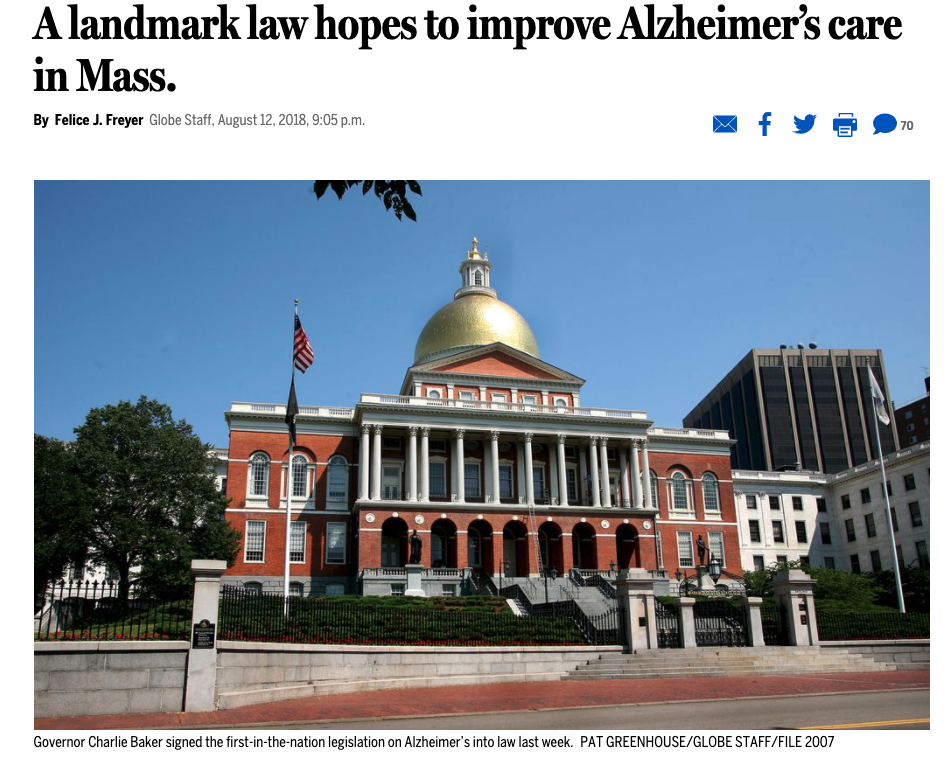 A landmark law hopes to improve Alzheimer’s care
in Mass.
By Felice J. Freyer Globe Staff, August 12, 2018, 9:05 p.m.
70
Governor Charlie Baker signed the first-in-the-nation legislation on Alzheimer’s into law last week. PAT GREENHOUSE/GLOBE STAFF/FILE 2007